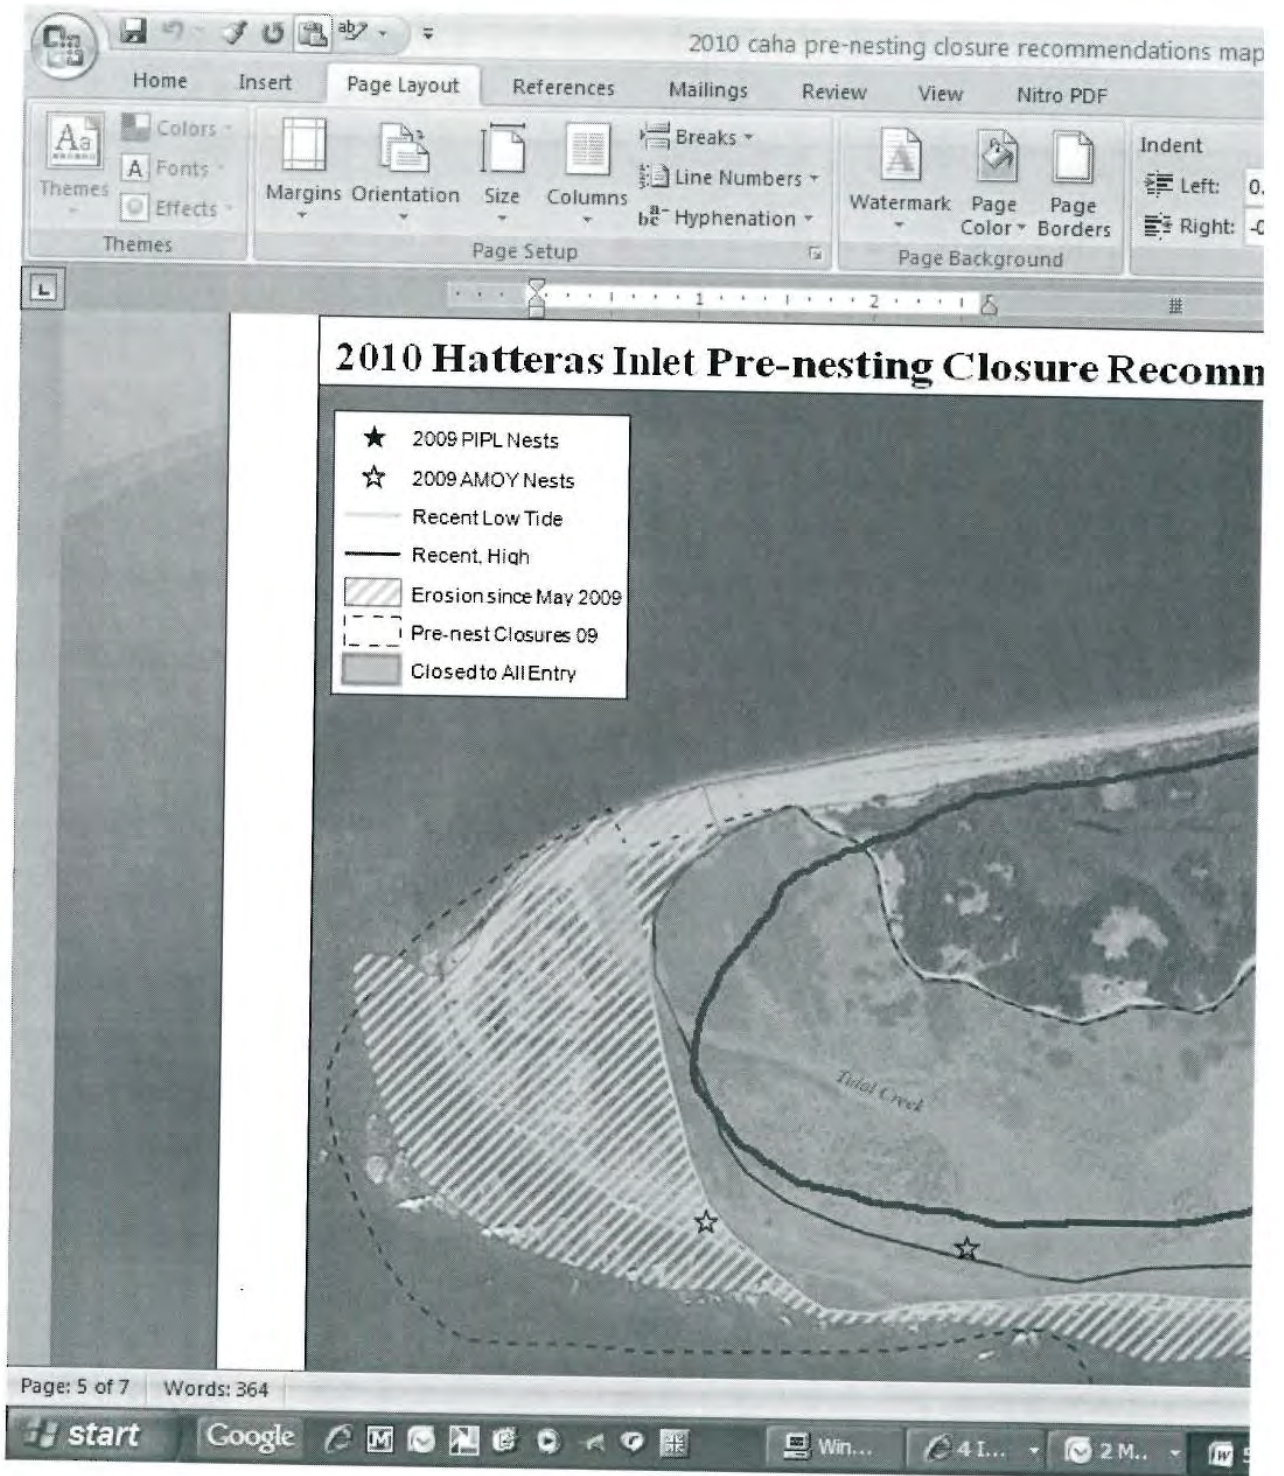 2010 caha pre-nesting closure recommendations map
Home Insert Page Layout References Mailings Review View Nitro PDF
Aa Themes
Colors
Fonts
Effects
Themes
Margins Orientation Size Columns
Breaks
Line Numbers
Hyphenation
Page Setup
Watermark Page Color Page Borders
Page Background
Indent
Left: 0.
Right:
1 2
2010 Hatteras Inlet Pre-nesting Closure Recomm
2009 PIPL Nests
2009 AMOY Nests
Recent Low Tide
Recent, High
Erosion since May 2009
Pre-nest Closures 09
Closed to All Entry
Tidal Creek
Page: 5 of 7 Words: 364
start Google Win... 4 I... 2 M..